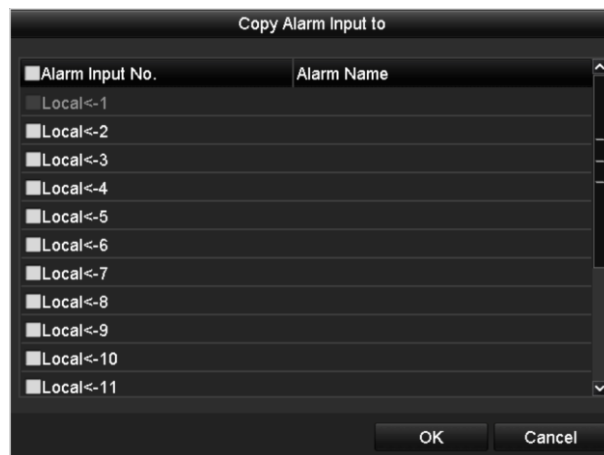 Copy Alarm Input to
Alarm Input No. Alarm Name
Local<-1
Local<-2
Local<-3
Local<-4
Local<-5
Local<-6
Local<-7
Local<-8
Local<-9
Local<-10
Local<-11
OK Cancel